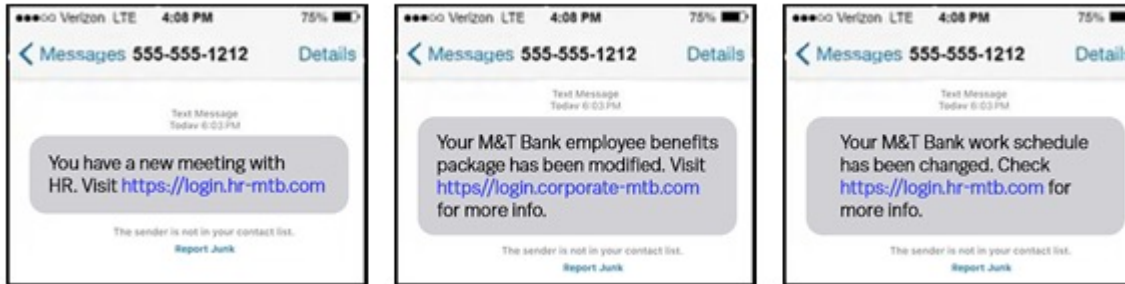 ●●●○○ Verizon LTE 4:08 PM 75%
Messages 555-555-1212 Details
Text Message
Today 6:03 PM
You have a new meeting with
HR. Visit https://login.hr-mtb.com
The sender is not in your contact list.
Report Junk
●●●○○ Verizon LTE 4:08 PM 75%
Messages 555-555-1212 Details
Text Message
Today 6:03 PM
Your M&T Bank employee benefits
package has been modified. Visit
https//login.corporate-mtb.com
for more info.
The sender is not in your contact list.
Report Junk
●●●○○ Verizon LTE 4:08 PM 75%
Messages 555-555-1212 Details
Text Message
Today 6:03 PM
Your M&T Bank work schedule
has been changed. Check
https://login.hr-mtb.com for
more info.
The sender is not in your contact list.
Report Junk